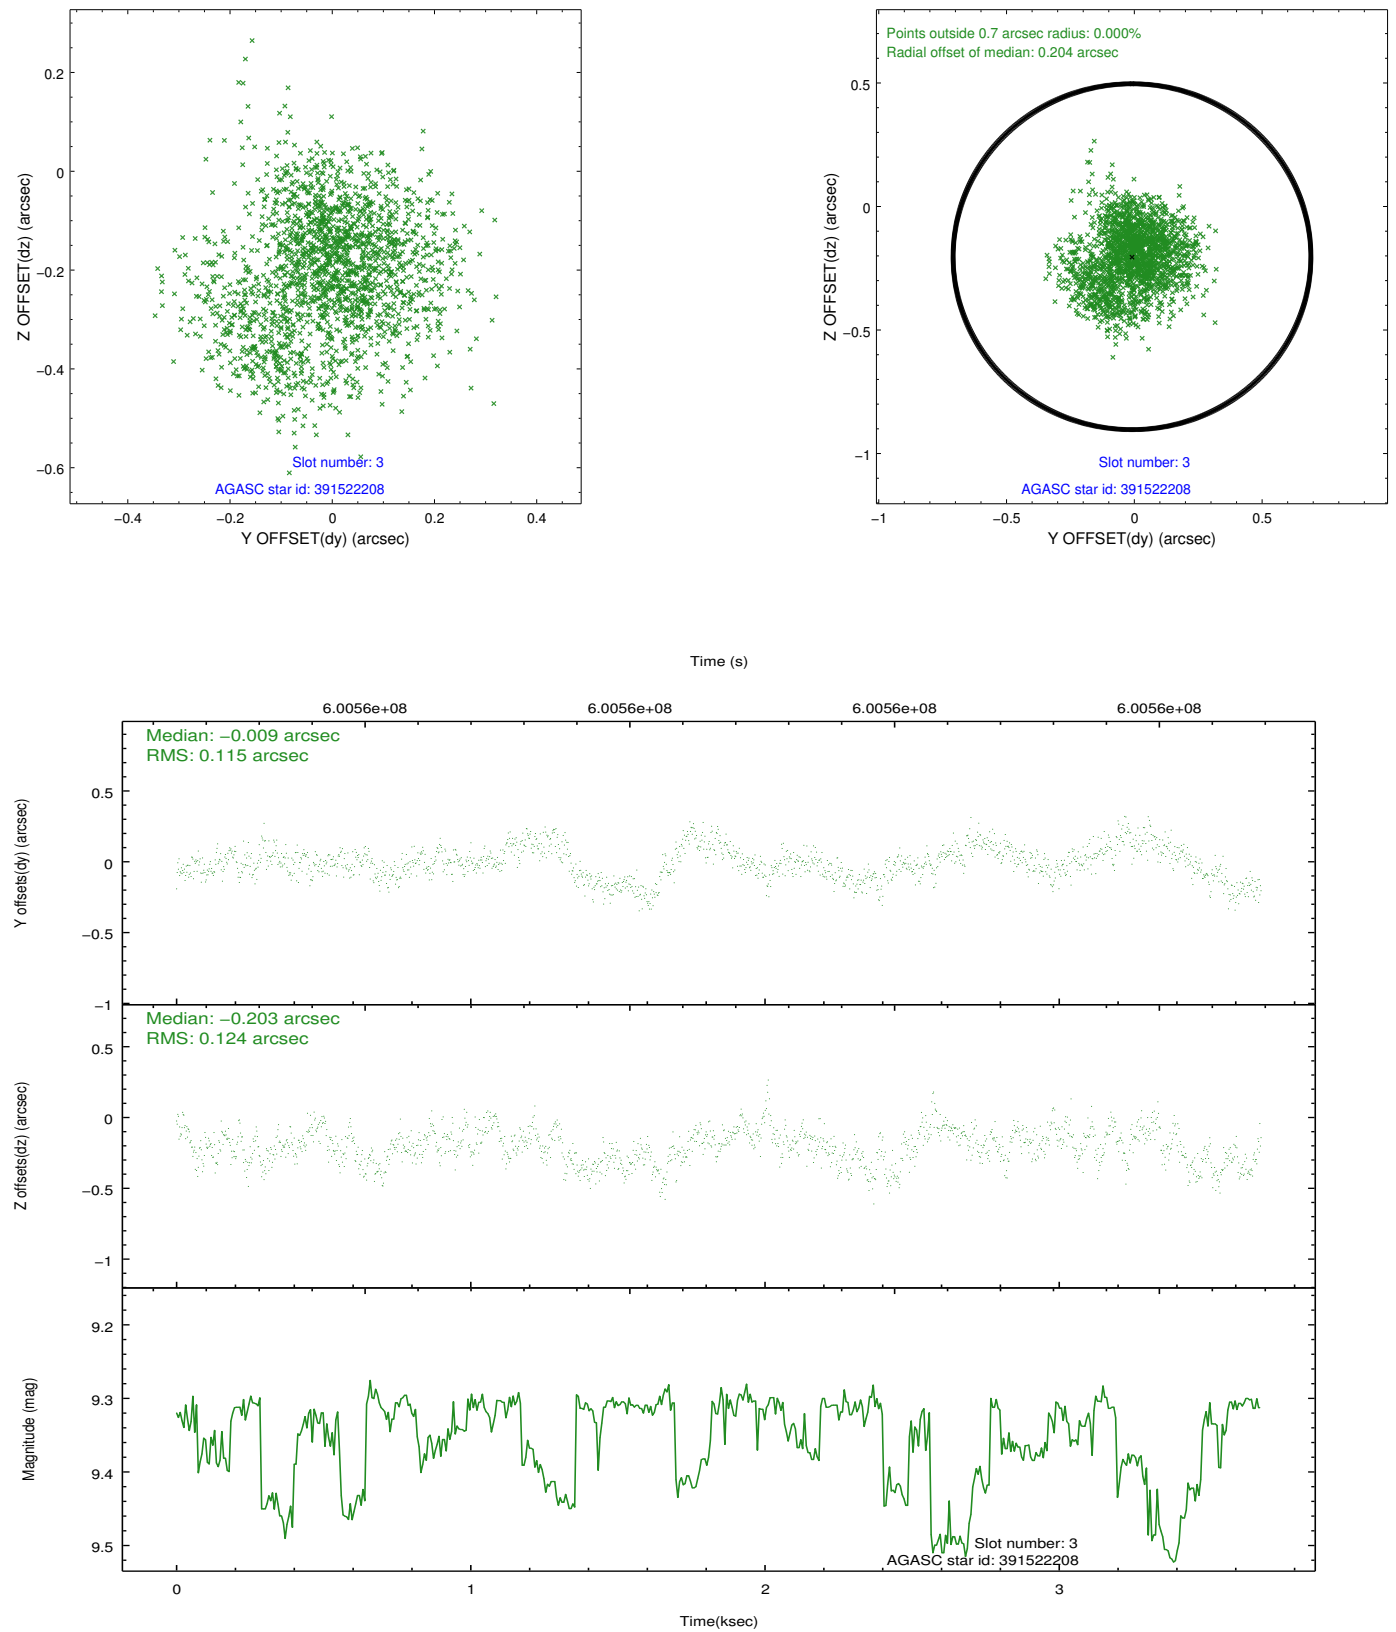 0.2
0
−0.2
−0.4
−0.6
Z OFFSET(dz) (arcsec)
Slot number: 3
AGASC star id: 391522208
−0.4
−0.2
0
0.2
0.4
Y OFFSET(dy) (arcsec)
Points outside 0.7 arcsec radius: 0.000%
Radial offset of median: 0.204 arcsec
0.5
0
−0.5
−1
Z OFFSET(dz) (arcsec)
Slot number: 3
AGASC star id: 391522208
−1
−0.5
0
0.5
Y OFFSET(dy) (arcsec)
Time (s)
6.0056e+08
6.0056e+08
6.0056e+08
6.0056e+08
Median: −0.009 arcsec
RMS: 0.115 arcsec
0.5
0
−0.5
−1
Y offsets(dy) (arcsec)
Median: −0.203 arcsec
RMS: 0.124 arcsec
0.5
0
−0.5
−1
Z offsets(dz) (arcsec)
9.2
9.3
9.4
9.5
Magnitude (mag)
Slot number: 3
AGASC star id: 391522208
0
1
2
3
Time(ksec)